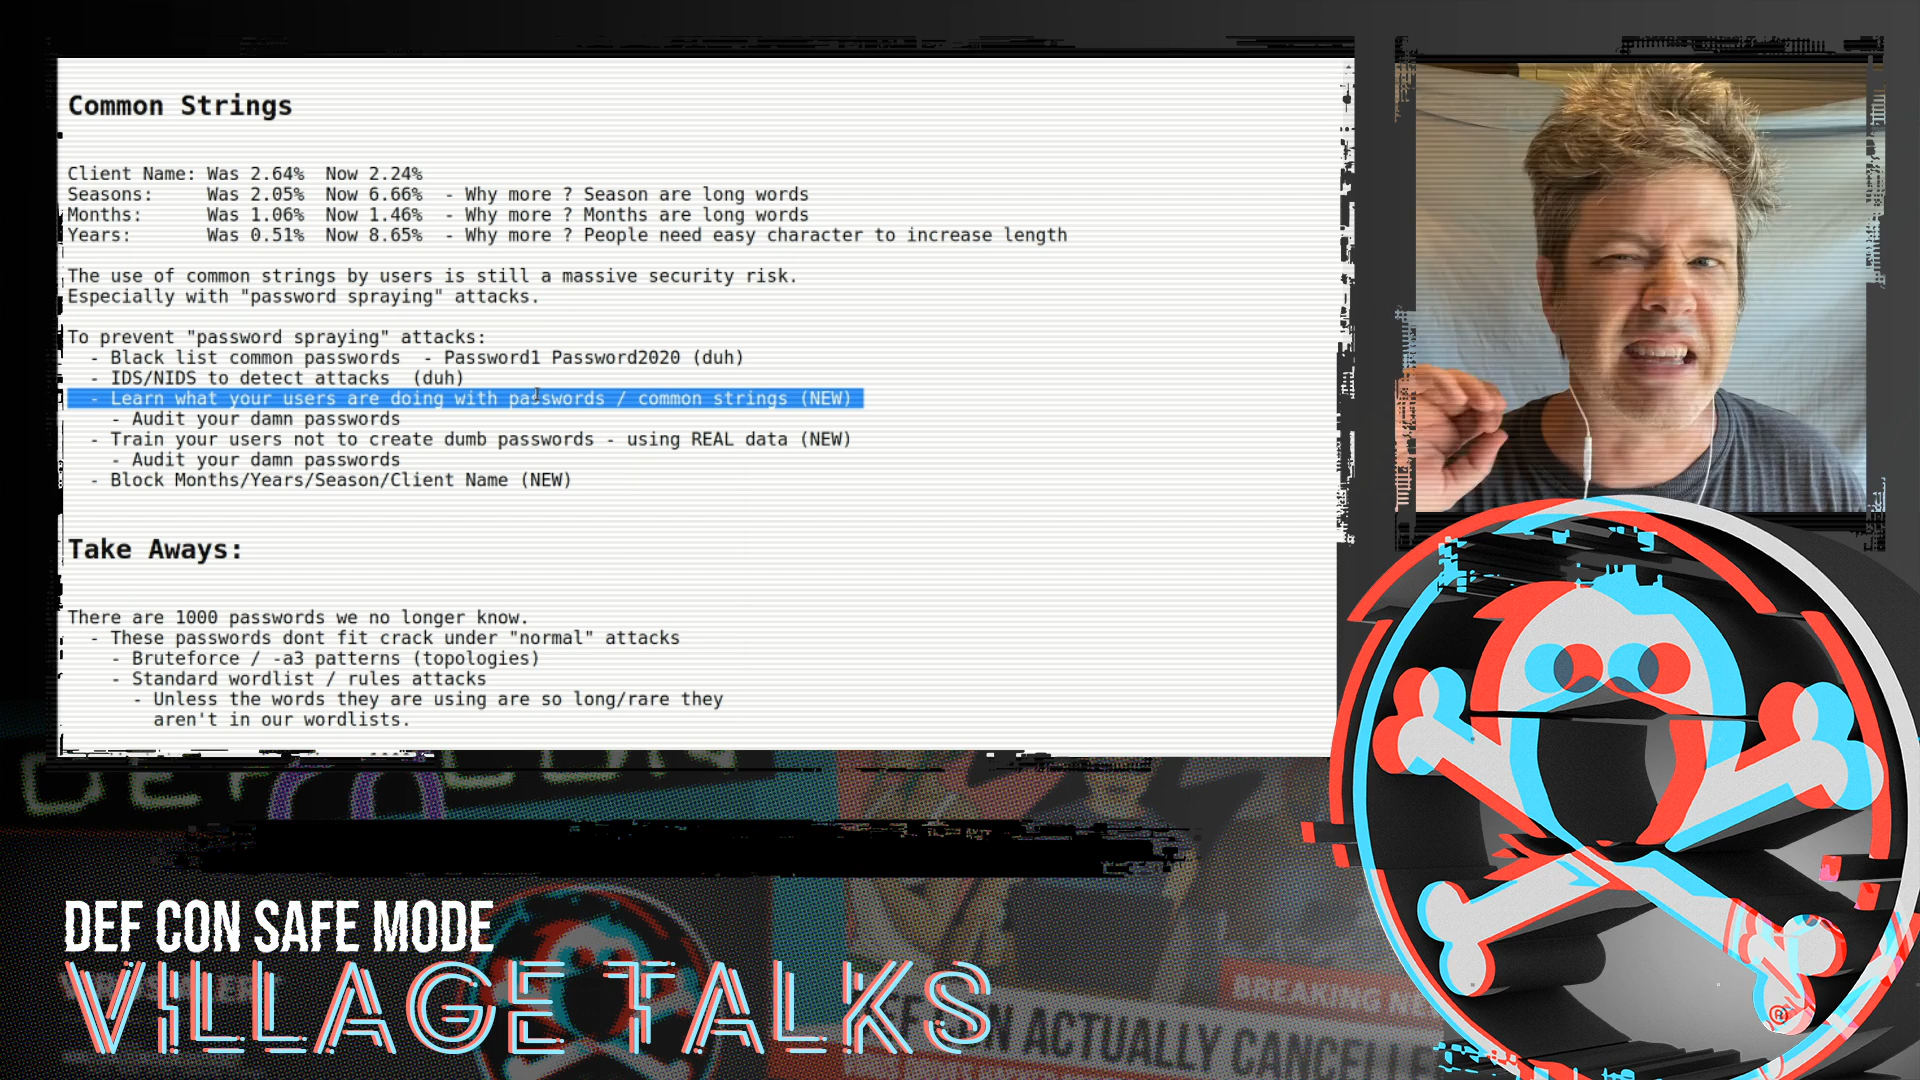 Common Strings
Client Name: Was 2.64% Now 2.24%
Seasons: Was 2.05% Now 6.66% - Why more ? Season are long words
Months: Was 1.06% Now 1.46% - Why more ? Months are long words
Years: Was 0.51% Now 8.65% - Why more ? People need easy character to increase length
The use of common strings by users is still a massive security risk.
Especially with "password spraying" attacks.
To prevent "password spraying" attacks:
- Black list common passwords - Password1 Password2020 (duh)
- IDS/NIDS to detect attacks (duh)
- Learn what your users are doing with passwords / common strings (NEW)
- Audit your damn passwords
- Train your users not to create dumb passwords - using REAL data (NEW)
- Audit your damn passwords
- Block Months/Years/Season/Client Name (NEW)
Take Aways:
There are 1000 passwords we no longer know.
- These passwords dont fit crack under "normal" attacks
- Bruteforce / -a3 patterns (topologies)
- Standard wordlist / rules attacks
- Unless the words they are using are so long/rare they
aren't in our wordlists.
DEF CON
DEF CON SAFE MODE
VILLAGE TALKS
BREAKING
ACTUALLY
®